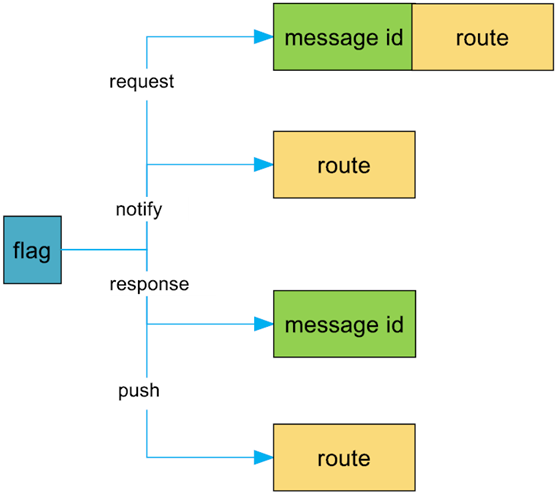 message id route
request
route
notify
flag
response
message id
push
route